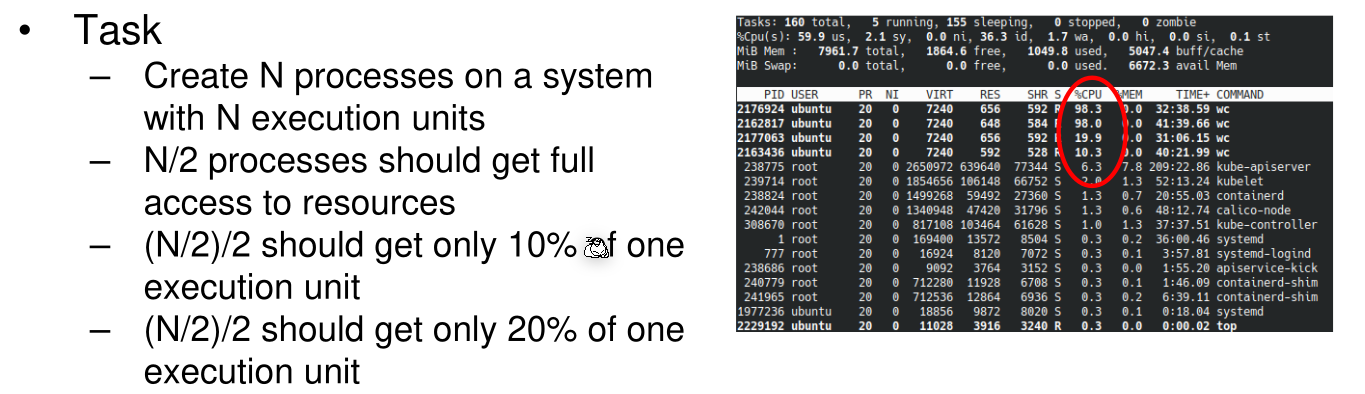 • Task
– Create N processes on a system
with N execution units
– N/2 processes should get full
access to resources
– (N/2)/2 should get only 10% of one
execution unit
– (N/2)/2 should get only 20% of one
execution unit
Tasks: 160 total, 5 running, 155 sleeping, 0 stopped, 0 zombie
%Cpu(s): 59.9 us, 2.1 sy, 0.0 ni, 36.3 id, 1.7 wa, 0.0 hi, 0.0 si, 0.1 st
MiB Mem : 7961.7 total, 1864.6 free, 1049.8 used, 5047.4 buff/cache
MiB Swap: 0.0 total, 0.0 free, 0.0 used. 6672.3 avail Mem
PID USER PR NI VIRT RES SHR S %CPU %MEM TIME+ COMMAND
2176924 ubuntu 20 0 7240 656 592 R 98.3 0.0 32:38.59 wc
2162817 ubuntu 20 0 7240 648 584 R 98.0 0.0 41:39.66 wc
2177063 ubuntu 20 0 7240 656 592 R 19.9 0.0 31:06.15 wc
2163436 ubuntu 20 0 7240 592 528 R 10.3 0.0 40:21.99 wc
238775 root 20 0 2650972 639640 77344 S 6.3 7.8 209:22.86 kube-apiserver
239714 root 20 0 1854656 106148 66752 S 2.0 1.3 52:13.24 kubelet
238824 root 20 0 1499268 59492 27360 S 1.3 0.7 20:55.03 containerd
242044 root 20 0 1340948 47420 31796 S 1.3 0.6 48:12.74 calico-node
308670 root 20 0 817108 103464 61628 S 1.0 1.3 37:37.51 kube-controller
1 root 20 0 169400 13572 8504 S 0.3 0.2 36:00.46 systemd
777 root 20 0 16924 8120 7072 S 0.3 0.1 3:57.81 systemd-logind
238686 root 20 0 9092 3764 3152 S 0.3 0.0 1:55.20 apiservice-kick
240779 root 20 0 712280 11928 6708 S 0.3 0.1 1:46.09 containerd-shim
241965 root 20 0 712536 12864 6936 S 0.3 0.2 6:39.11 containerd-shim
1977236 ubuntu 20 0 18856 9872 8020 S 0.3 0.1 0:18.04 systemd
2229192 ubuntu 20 0 11028 3916 3240 R 0.3 0.0 0:00.02 top